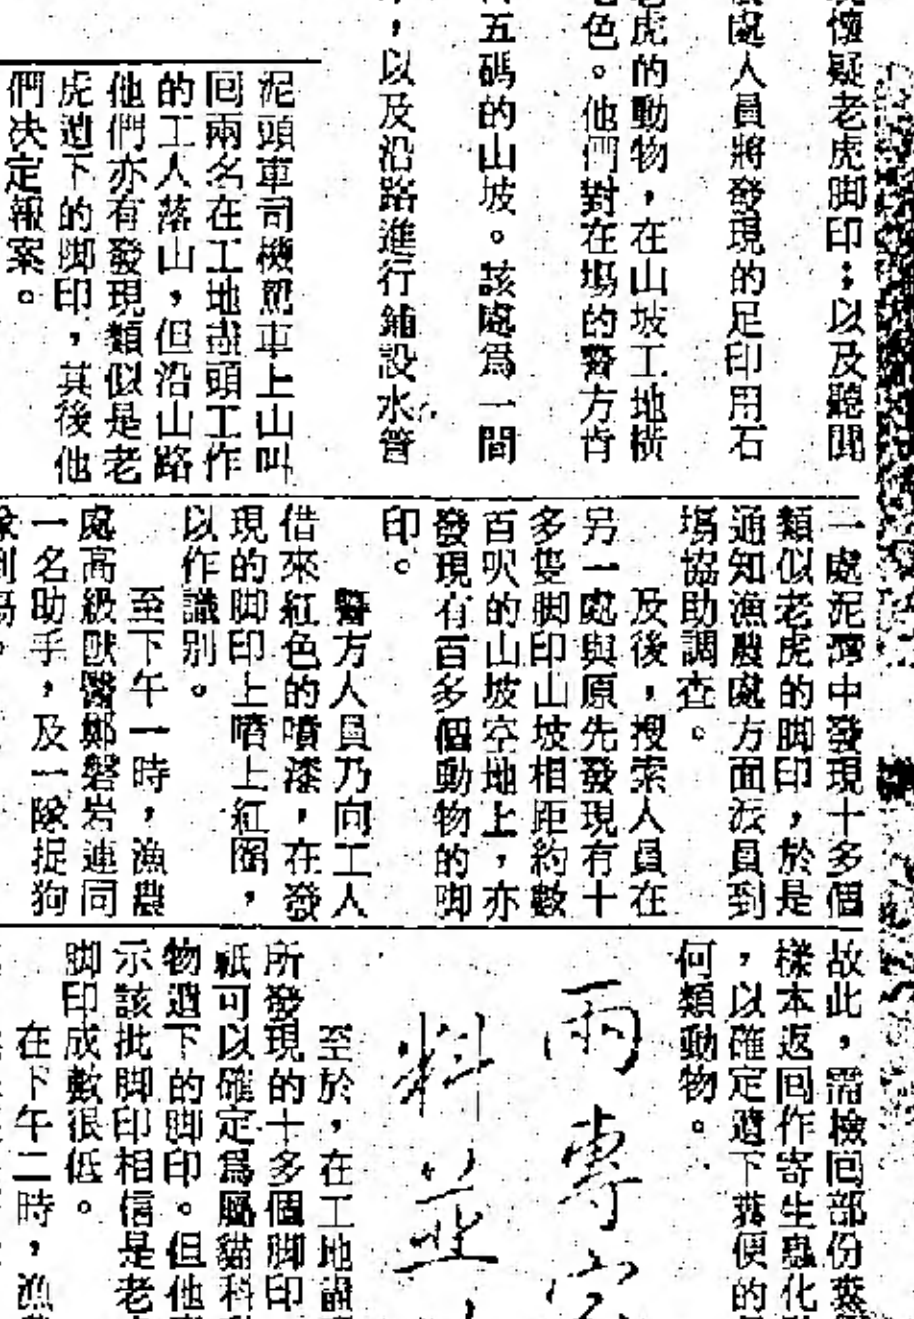 懷疑老虎脚印；以及聽聞
處人員將發現的足印用石
老虎的動物，在山坡工地橫
色。他們對在塲的警方肯
五碼的山坡。該處爲一間
，以及沿路進行鋪設水管
泥頭車司機駕車上山叫
回兩名在工地盡頭工作
的工人落山，但沿山路
他們亦有發現類似是老
虎遺下的脚印，其後他
們決定報案。
一處泥濘中發現十多個
類似老虎的脚印，於是
通知漁農處方面派員到
塲協助調查。
及後，搜索人員在
另一處與原先發現有十
多隻脚印山坡相距約數
百呎的山坡空地上，亦
發現有百多個動物的脚
印。
警方人員乃向工人
借來紅色的噴漆，在發
現的脚印上噴上紅圈，
以作識別。
至下午一時，漁農
處高級獸醫鄭磐岩連同
一名助手，及一隊捉狗
隊到塲。
故此，需檢回部份糞
樣本返回作寄生蟲化
，以確定遺下糞便的
何類動物。
兩專家
料並
至於，在工地盡
所發現的十多個脚印
祇可以確定爲屬貓科
物遺下的脚印。但他
示該批脚印相信是老
脚印成數很低。
在下午二時，漁